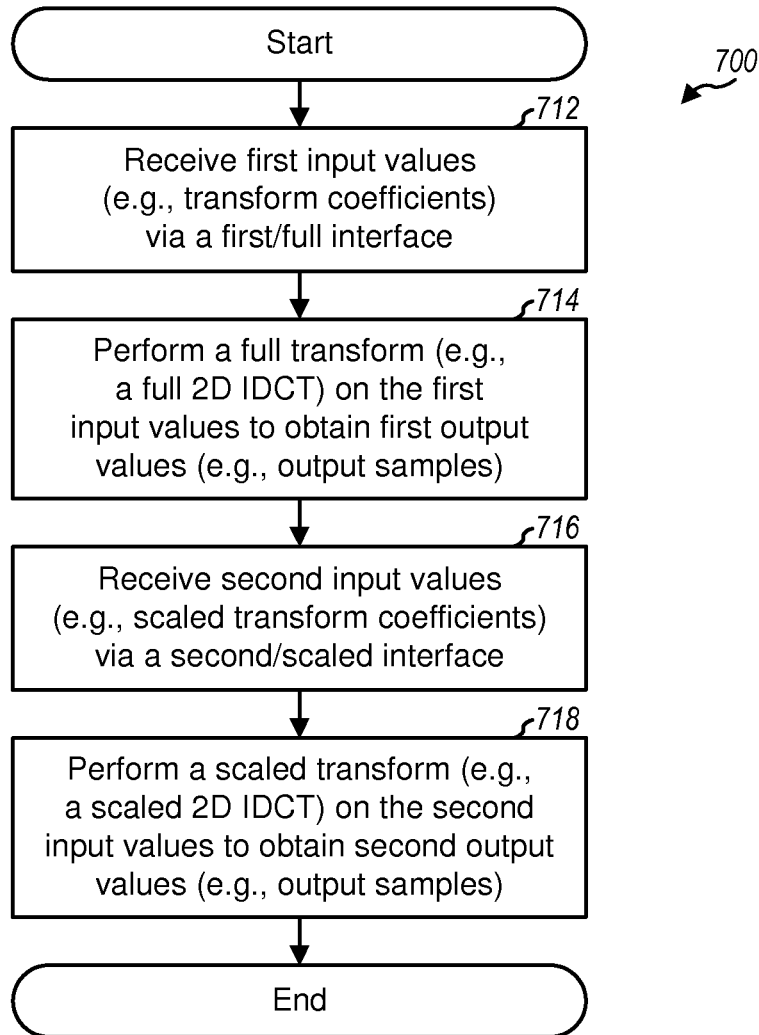 Start
700
712
Receive first input values
(e.g., transform coefficients)
via a first/full interface
714
Perform a full transform (e.g.,
a full 2D IDCT) on the first
input values to obtain first output
values (e.g., output samples)
716
Receive second input values
(e.g., scaled transform coefficients)
via a second/scaled interface
718
Perform a scaled transform (e.g.,
a scaled 2D IDCT) on the second
input values to obtain second output
values (e.g., output samples)
End